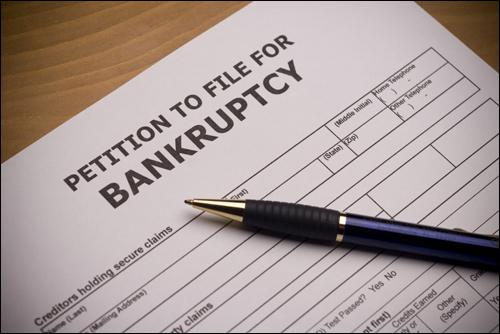 PETITION TO FILE FOR
BANKRUPTCY
Home Telephone
( ) -
(Middle Initial)
Other Telephone
( ) -
(State)
(Zip)
First)
Creditors holding secure claims
Name (Last)
(Mailing Address)
Test Passed? Yes No
Credits Earned
Other
(Specify)
or
ty claims
t first)